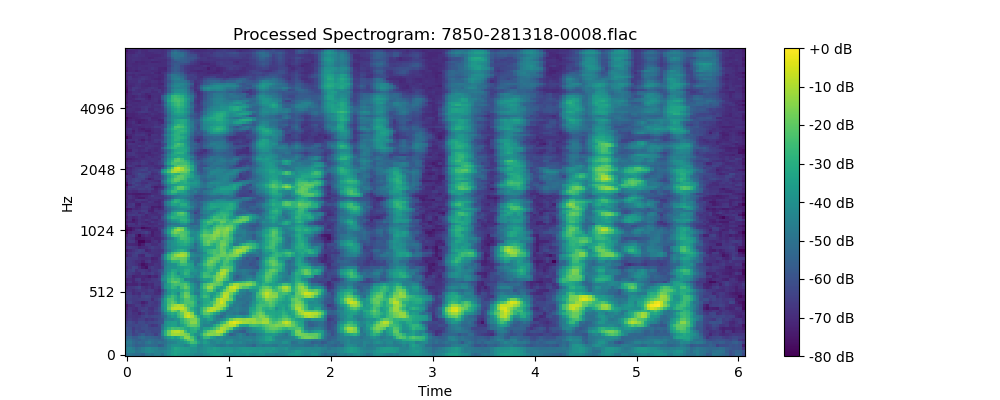 Processed Spectrogram: 7850-281318-0008.flac
Hz
4096
2048
1024
512
0
0 1 2 3 4 5 6
Time
+0 dB
-10 dB
-20 dB
-30 dB
-40 dB
-50 dB
-60 dB
-70 dB
-80 dB